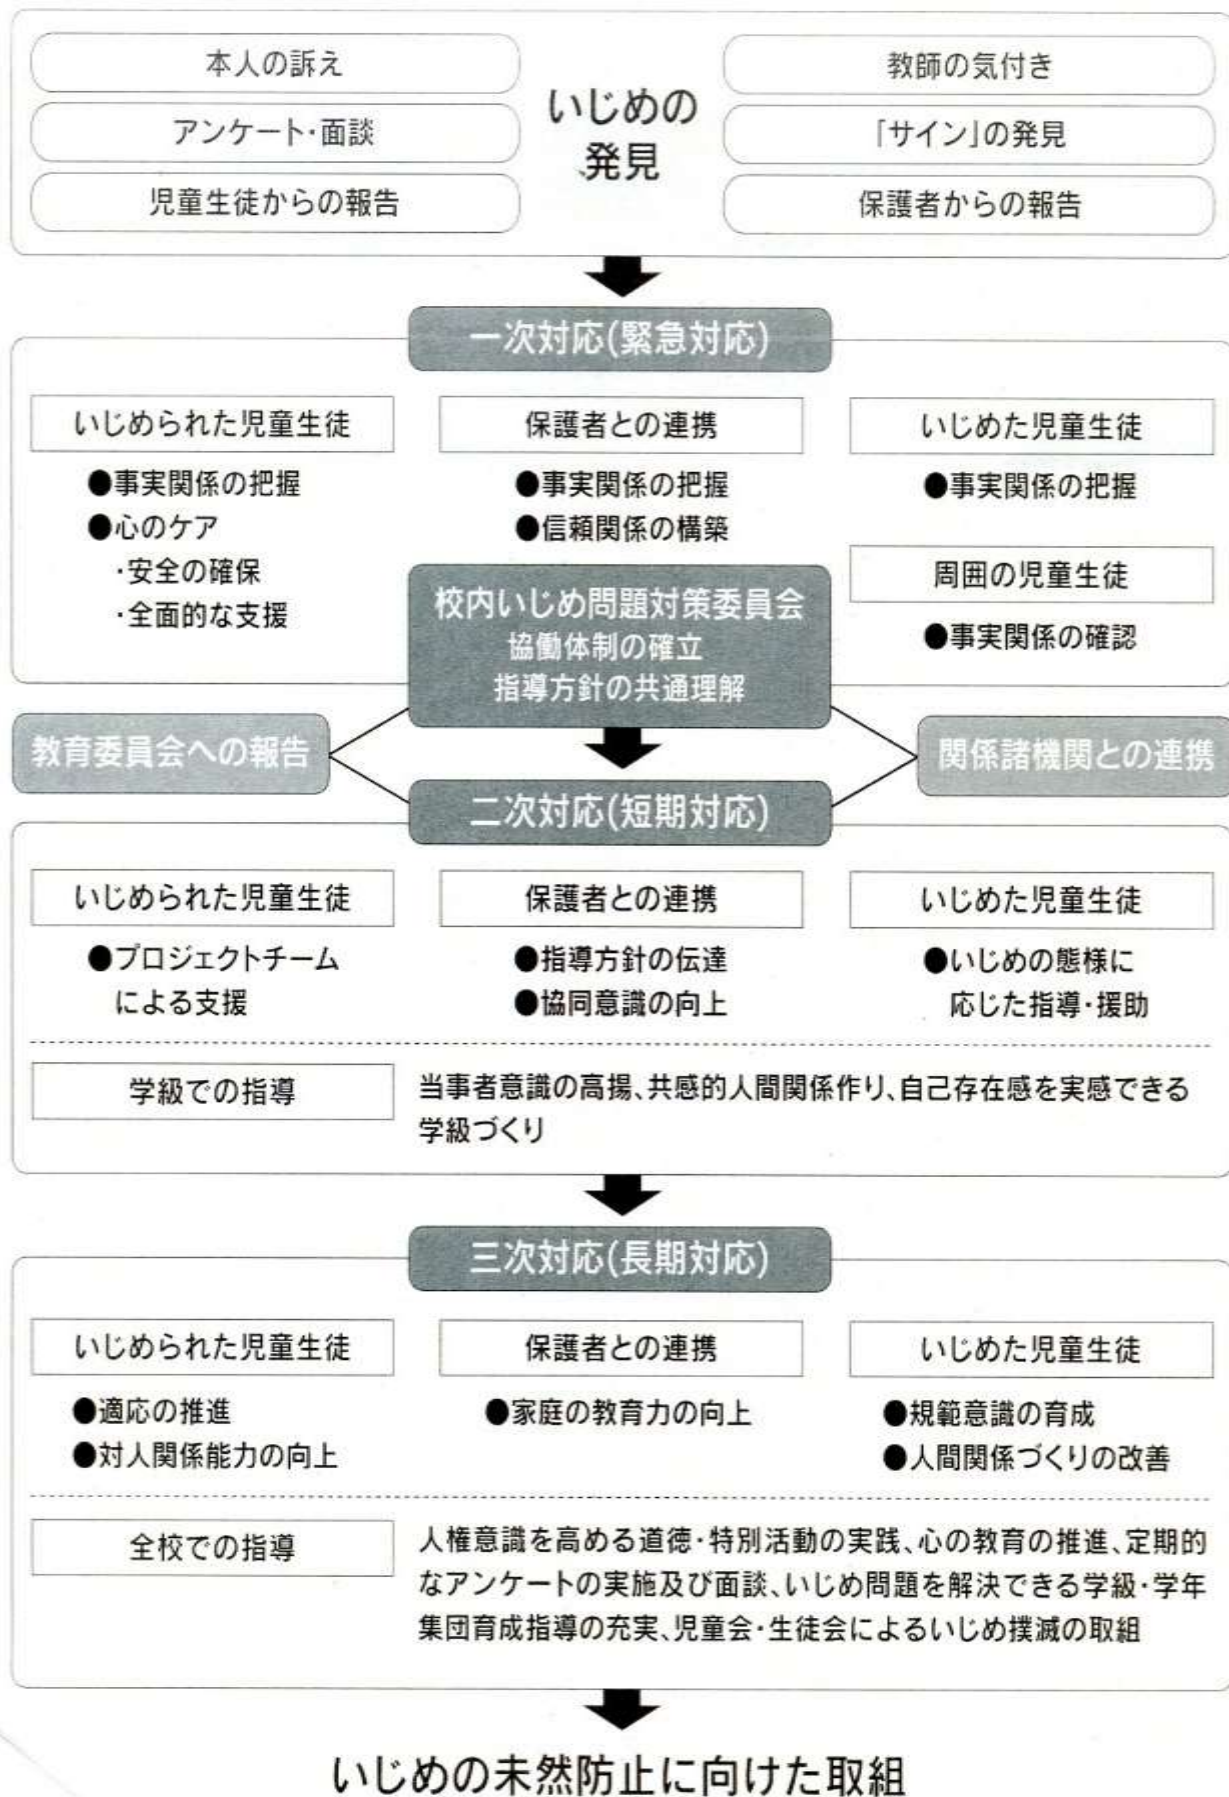 本人の訴え
アンケート・面談
児童生徒からの報告
いじめの
発見
教師の気付き
「サイン」の発見
保護者からの報告
一次対応(緊急対応)
いじめられた児童生徒
●事実関係の把握
●心のケア
・安全の確保
・全面的な支援
保護者との連携
●事実関係の把握
●信頼関係の構築
いじめた児童生徒
●事実関係の把握
周囲の児童生徒
●事実関係の確認
校内いじめ問題対策委員会
協働体制の確立
指導方針の共通理解
教育委員会への報告
関係諸機関との連携
二次対応(短期対応)
いじめられた児童生徒
●プロジェクトチーム
による支援
保護者との連携
●指導方針の伝達
●協同意識の向上
いじめた児童生徒
●いじめの態様に
応じた指導・援助
学級での指導
当事者意識の高揚、共感的人間関係作り、自己存在感を実感できる
学級づくり
三次対応(長期対応)
いじめられた児童生徒
●適応の推進
●対人関係能力の向上
保護者との連携
●家庭の教育力の向上
いじめた児童生徒
●規範意識の育成
●人間関係づくりの改善
全校での指導
人権意識を高める道徳・特別活動の実践、心の教育の推進、定期的
なアンケートの実施及び面談、いじめ問題を解決できる学級・学年
集団育成指導の充実、児童会・生徒会によるいじめ撲滅の取組
いじめの未然防止に向けた取組